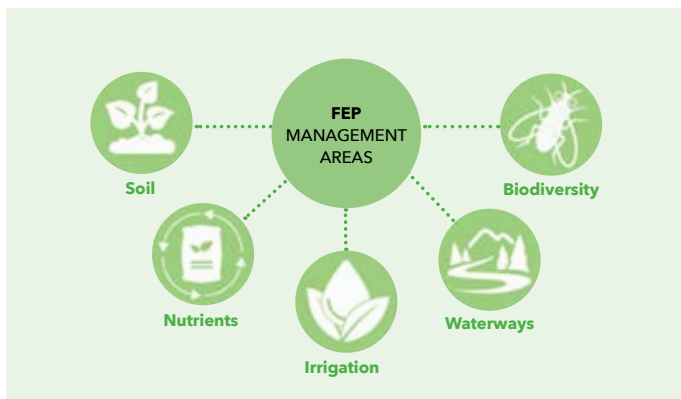 FEP
MANAGEMENT
AREAS
Soil
Biodiversity
Nutrients
Waterways
Irrigation